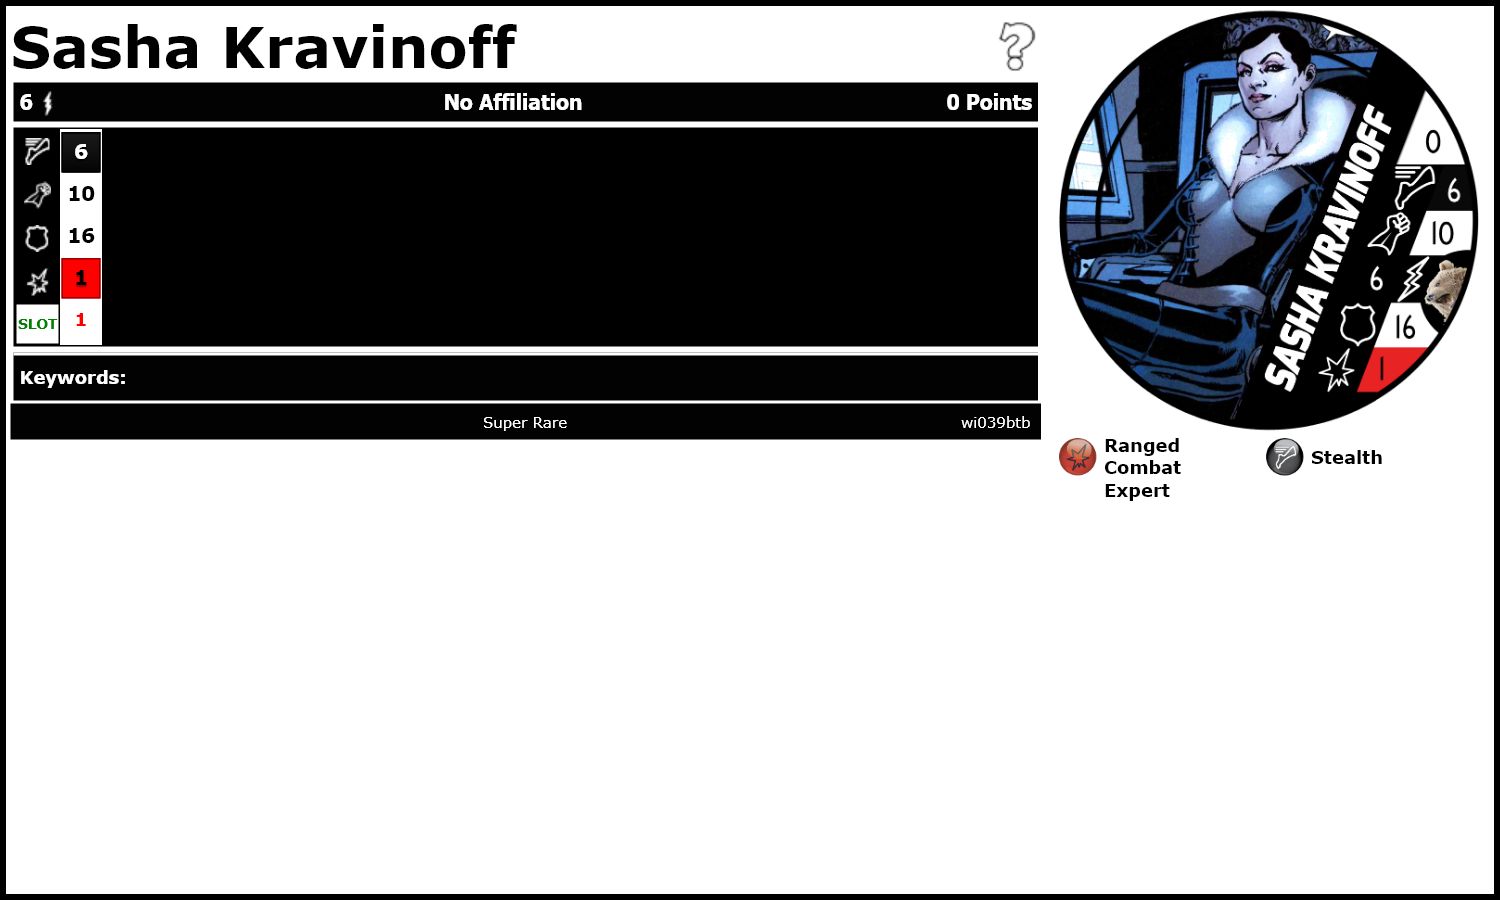 Sasha Kravinoff
6 No Affiliation 0 Points
6
10
16
1
SLOT 1
Keywords:
Super Rare wi039btb
SASHA KRAVINOFF
0
6
10
6
16
1
Ranged
Combat
Expert
Stealth